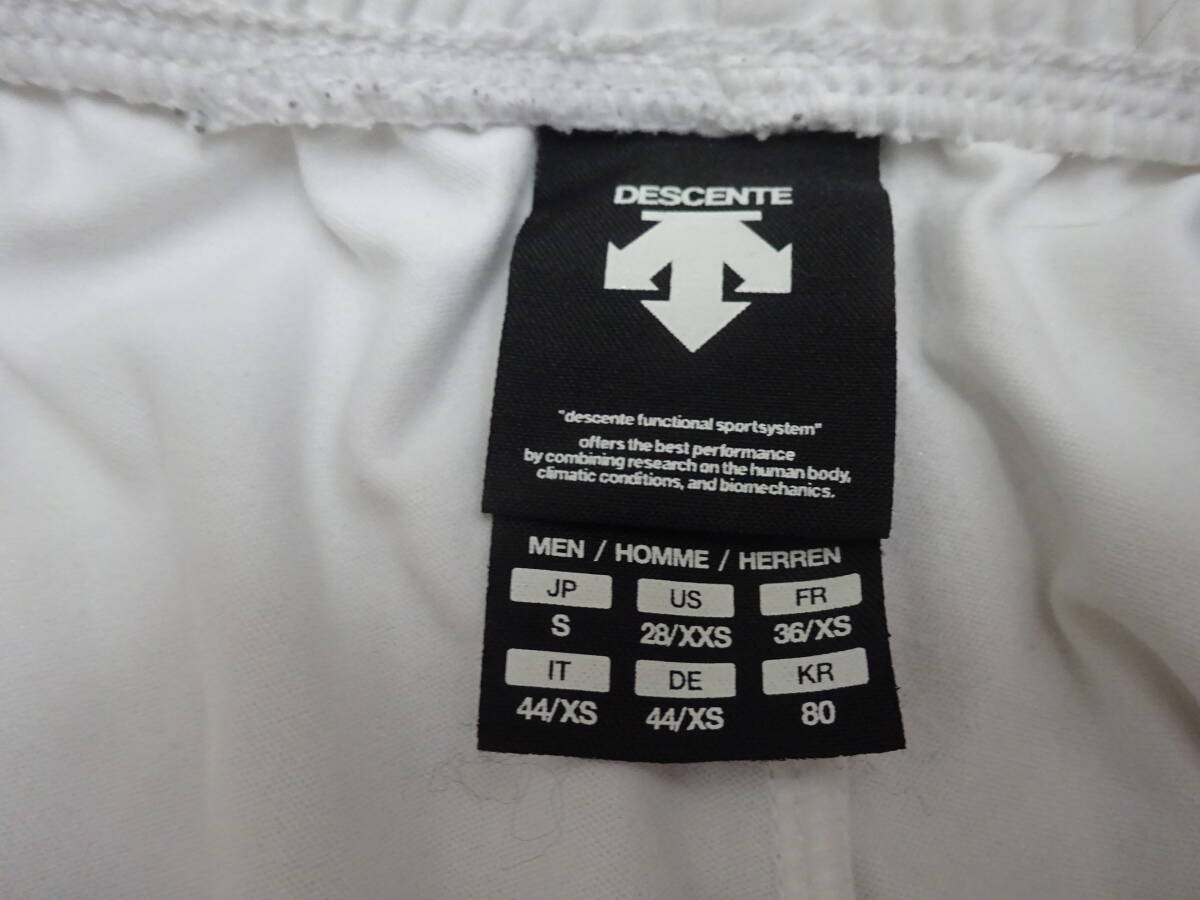 DESCENTE
"descente functional sportsystem"
offers the best performance
by combining research on the human body,
climatic conditions, and biomechanics.
MEN / HOMME / HERREN
JP US FR
S 28/XXS 36/XS
IT DE KR
44/XS 44/XS 80